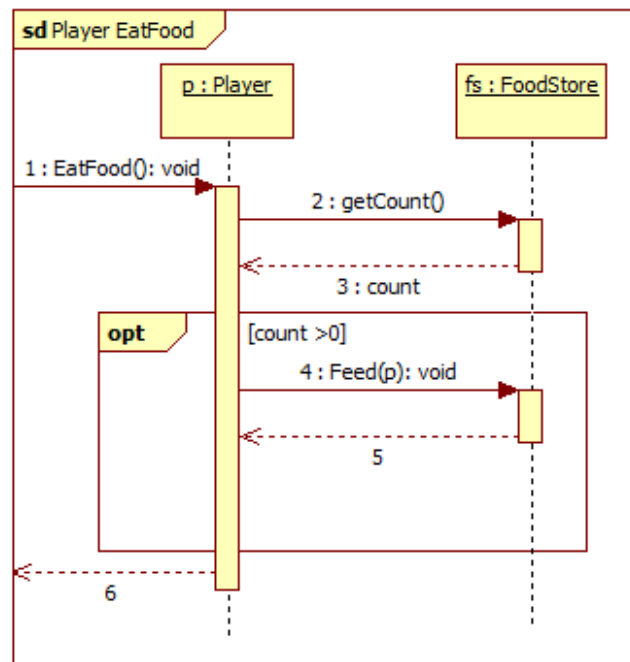 sd Player EatFood
p : Player
fs : FoodStore
1 : EatFood(): void
2 : getCount()
3 : count
opt
[count >0]
4 : Feed(p): void
5
6